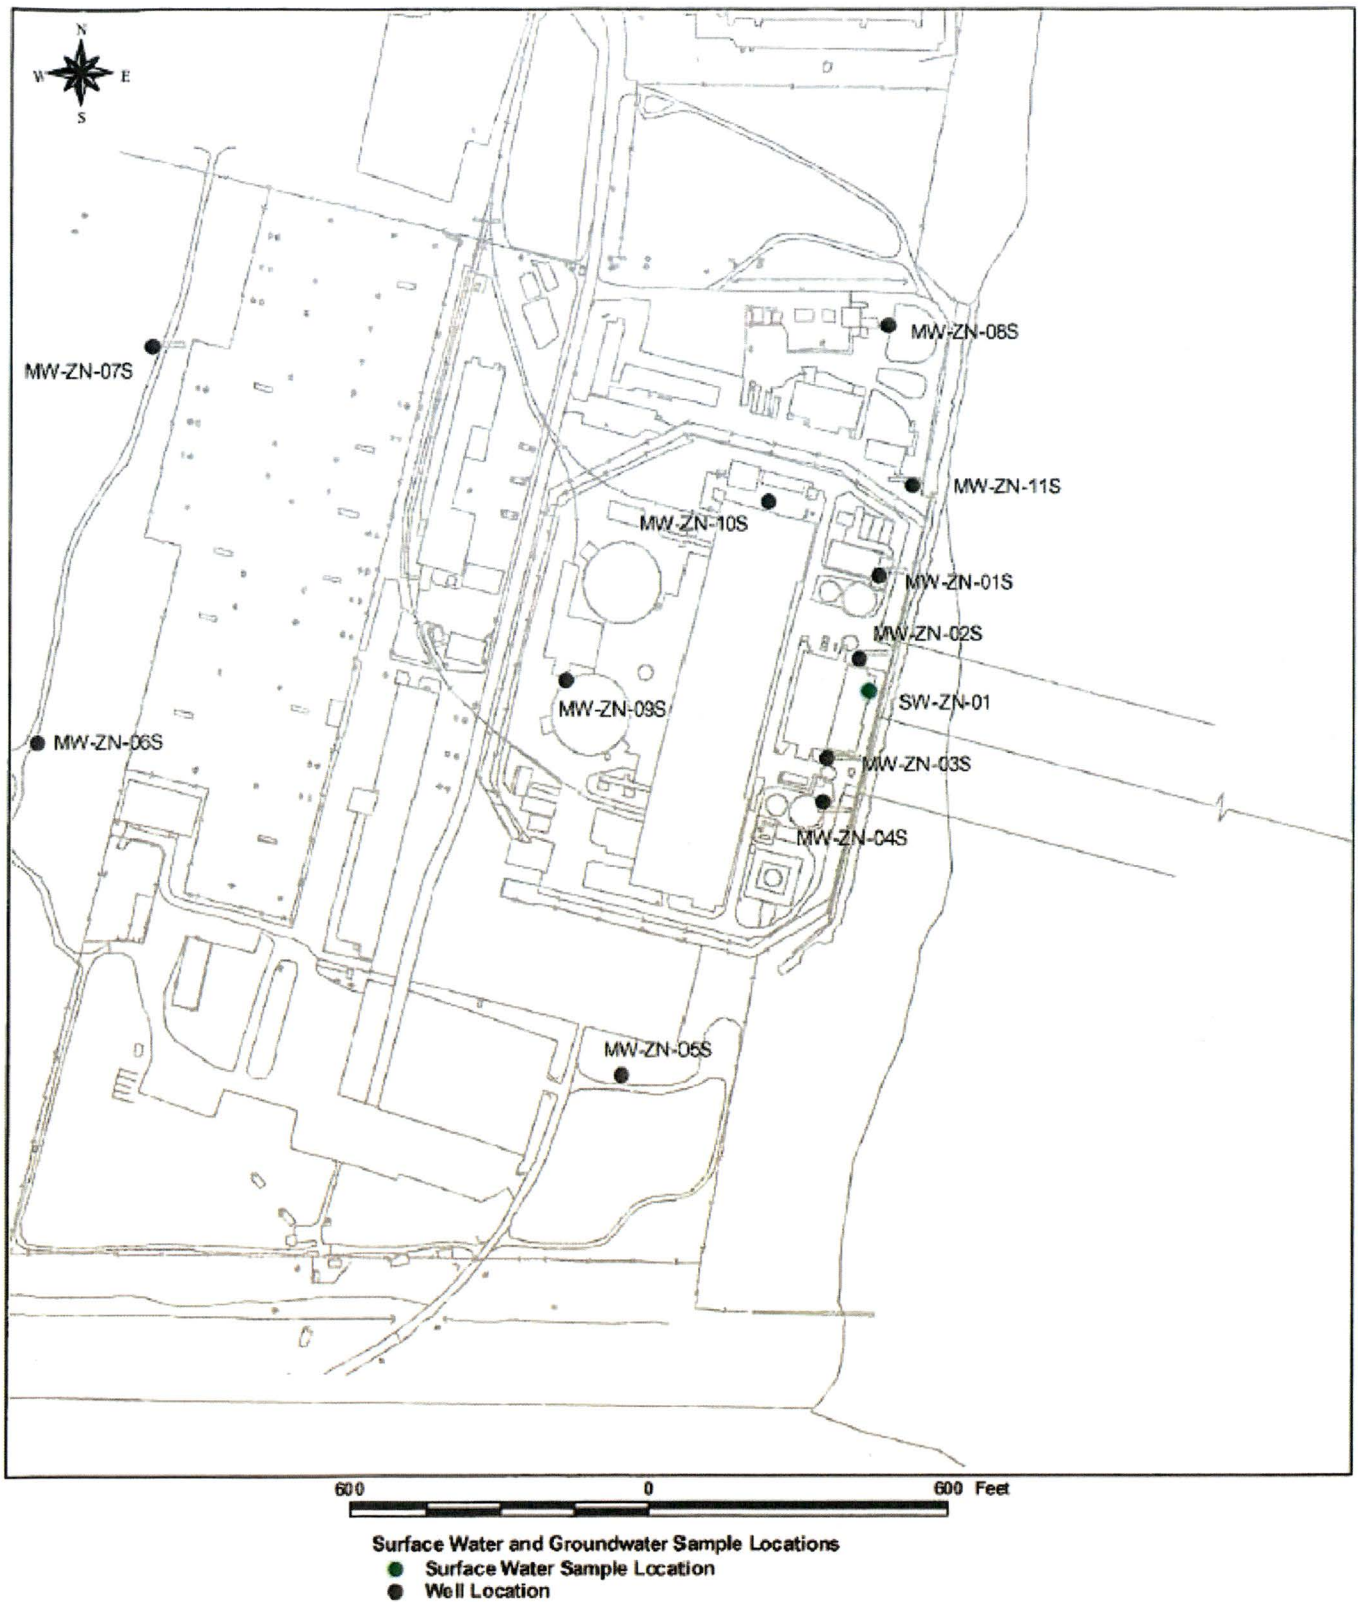 N
W E
S
MW-ZN-08S
MW-ZN-07S
MW-ZN-11S
MW-ZN-10S
MW-ZN-01S
MW-ZN-02S
SW-ZN-01
MW-ZN-09S
MW-ZN-06S
MW-ZN-03S
MW-ZN-04S
MW-ZN-05S
600 0 600 Feet
Surface Water and Groundwater Sample Locations
Surface Water Sample Location
Well Location